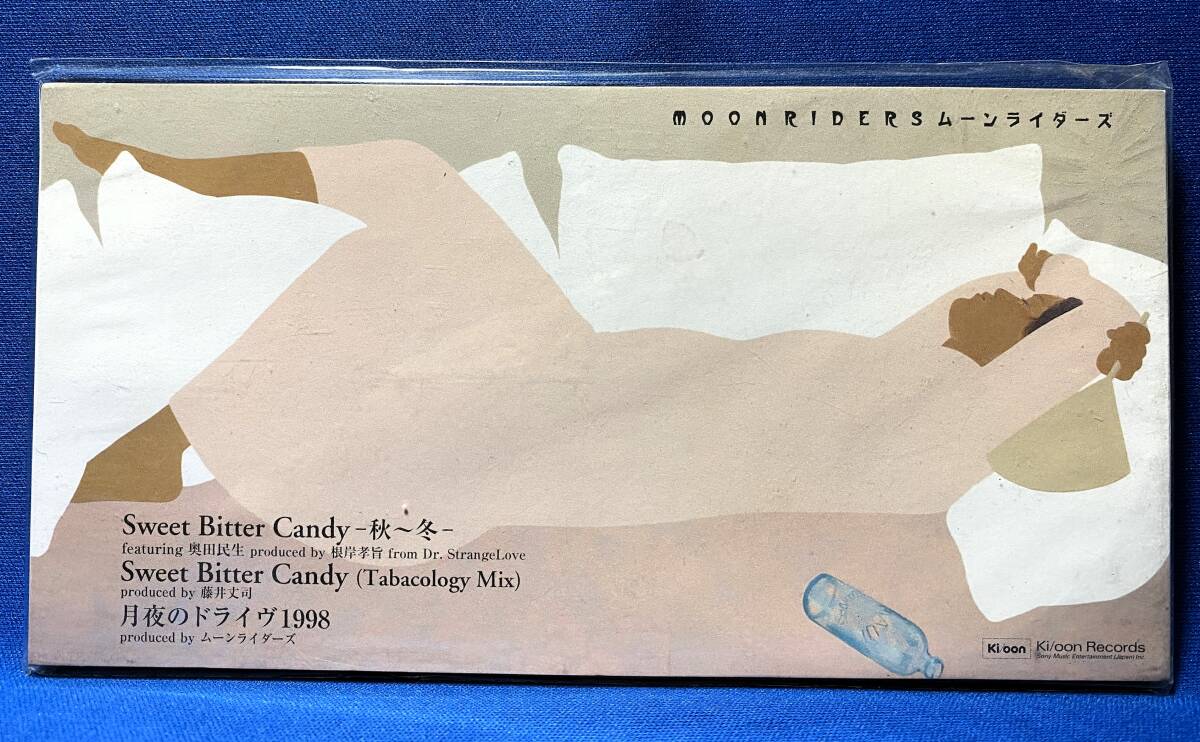 MOONRIDERS ムーンライダーズ
Sweet Bitter Candy -秋〜冬-
featuring 奥田民生 produced by 根岸孝旨 from Dr. StrangeLove
Sweet Bitter Candy (Tabacology Mix)
produced by 藤井丈司
月夜のドライヴ1998
produced by ムーンライダーズ
Ki/oon Ki/oon Records
Sony Music Entertainment (Japan) Inc.